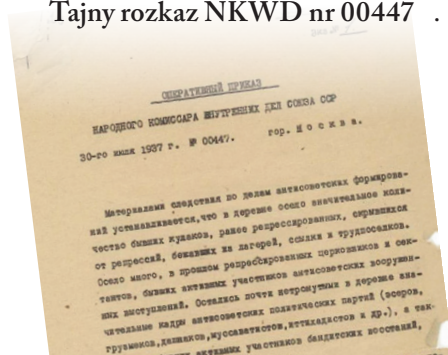 Tajny rozkaz NKWD nr 00447 .
ОПЕРАТИВНЫЙ ПРИКАЗ
НАРОДНОГО КОМИССАРА ВНУТРЕННИХ ДЕЛ СОЮЗА ССР
30-го июля 1937 г. № 00447. гор. М о с к в а.
Материалами следствия по делам антисоветских формирова-
ний устанавливается,что в деревне осело значительное коли-
чество бывших кулаков, ранее репрессированных, скрывшихся
от репрессий, бежавших из лагерей, ссылки и трудпоселков.
Осело много, в прошлом репрессированных церковников и сек-
тантов, бывших активных участников антисоветских вооружен-
ных выступлений. Остались почти нетронутыми в деревне зна-
чительные кадры антисоветских политических партий (эсеров,
грузмеков,дашнаков,муссаватистов,иттихадистов и др.), а так-
активных участников бандитских восстаний,